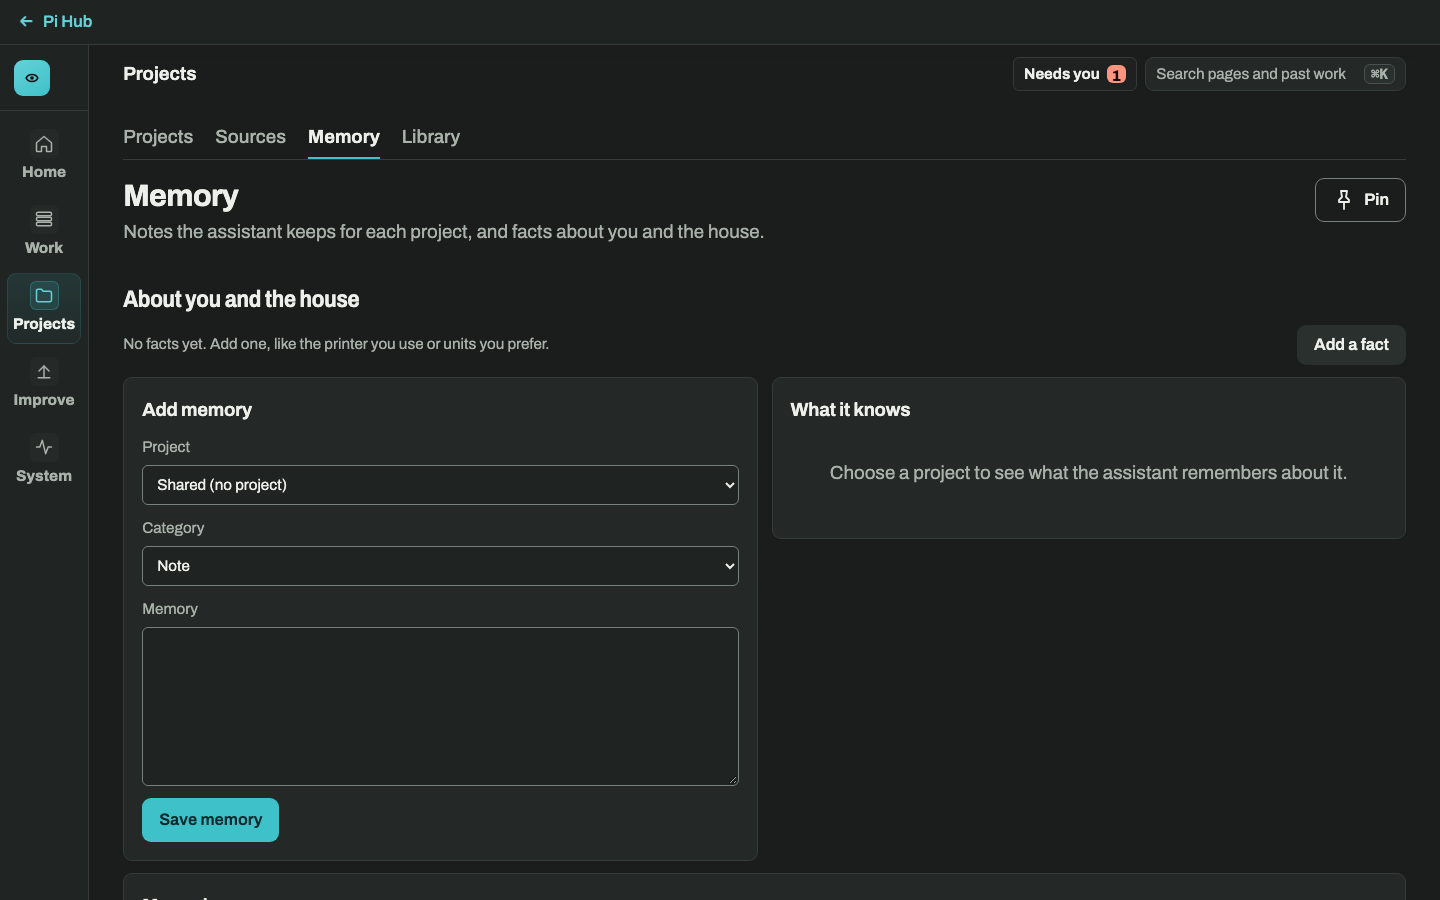 Pi Hub
Projects
Needs you 1
Search pages and past work ⌘K
Home
Work
Projects
Improve
System
Projects Sources Memory Library
Memory
Pin
Notes the assistant keeps for each project, and facts about you and the house.
About you and the house
No facts yet. Add one, like the printer you use or units you prefer.
Add a fact
Add memory
Project
Shared (no project)
Category
Note
Memory
Save memory
What it knows
Choose a project to see what the assistant remembers about it.